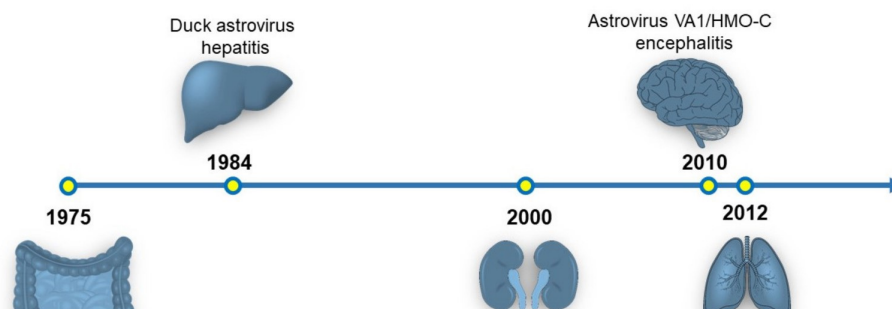 Duck astrovirus
hepatitis
Astrovirus VA1/HMO-C
encephalitis
1984
2010
1975
2000
2012